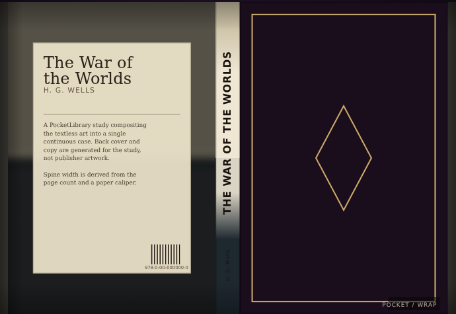 The War of
the Worlds
H. G. WELLS
A PocketLibrary study compositing
the textless art into a single
continuous case. Back cover and
copy are generated for the study,
not publisher artwork.
Spine width is derived from the
page count and a paper caliper.
THE WAR OF THE WORLDS
POCKET / WRAP